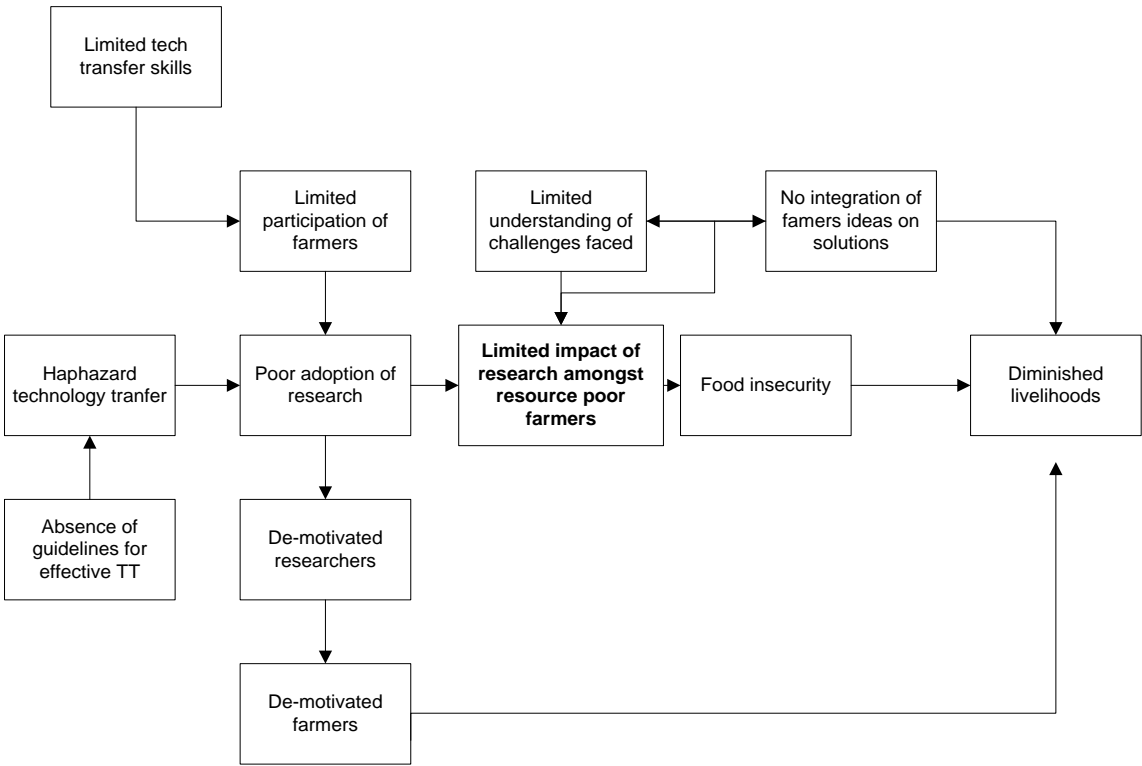 Limited tech
transfer skills
Limited
participation of
farmers
Limited
understanding of
challenges faced
No integration of
famers ideas on
solutions
Haphazard
technology tranfer
Poor adoption of
research
Limited impact of
research amongst
resource poor
farmers
Food insecurity
Diminished
livelihoods
Absence of
guidelines for
effective TT
De-motivated
researchers
De-motivated
farmers